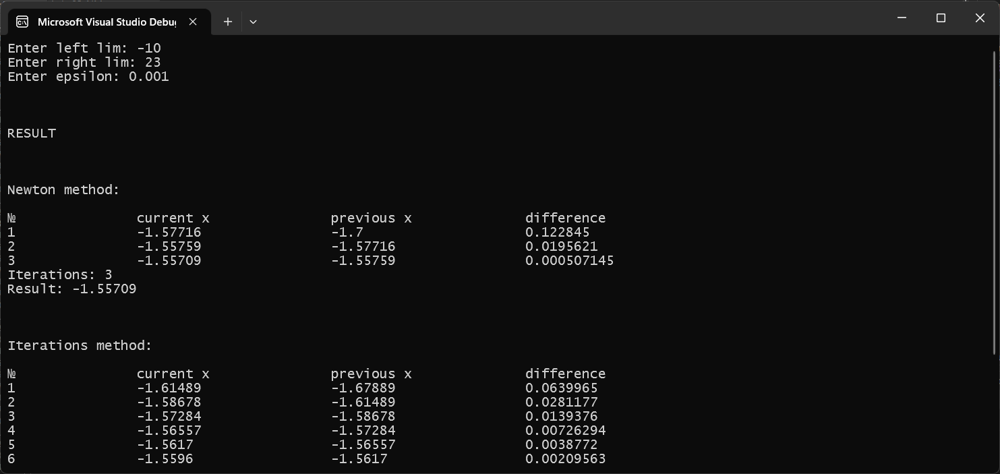 Microsoft Visual Studio Debug
Enter left lim: -10
Enter right lim: 23
Enter epsilon: 0.001
RESULT
Newton method:
№ current x previous x difference
1 -1.57716 -1.7 0.122845
2 -1.55759 -1.57716 0.0195621
3 -1.55709 -1.55759 0.000507145
Iterations: 3
Result: -1.55709
Iterations method:
№ current x previous x difference
1 -1.61489 -1.67889 0.0639965
2 -1.58678 -1.61489 0.0281177
3 -1.57284 -1.58678 0.0139376
4 -1.56557 -1.57284 0.00726294
5 -1.5617 -1.56557 0.0038772
6 -1.5596 -1.5617 0.00209563